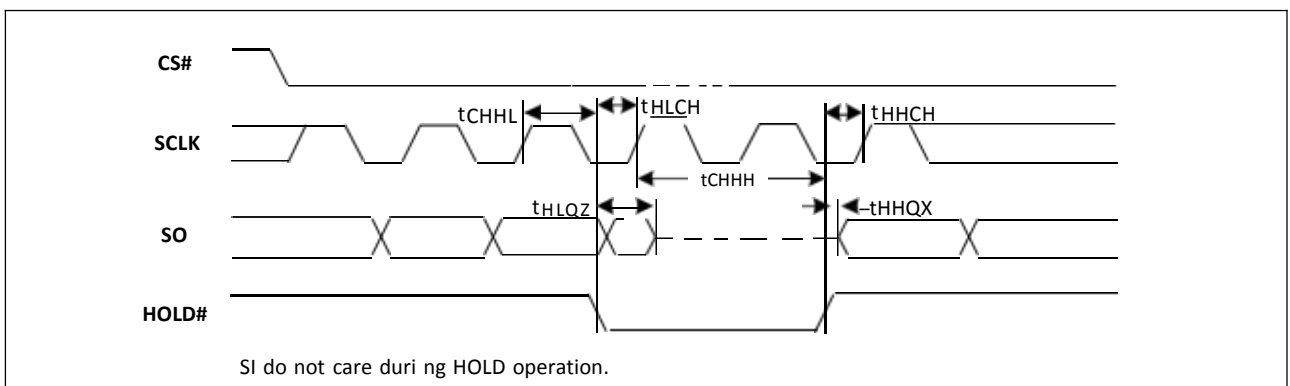 CS#
tCHHL
tHLCH
tHHCH
SCLK
tCHHH
tHLQZ
tHHQX
SO
HOLD#
SI do not care duri ng HOLD operation.